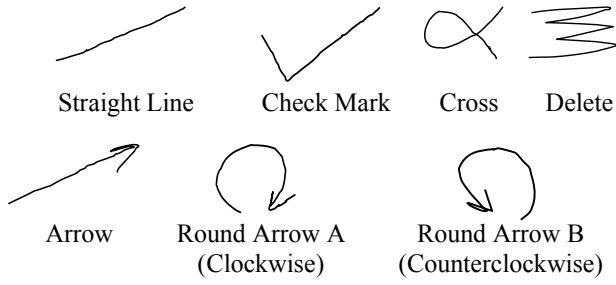 Straight Line Check Mark Cross Delete
Arrow Round Arrow A Round Arrow B
(Clockwise) (Counterclockwise)